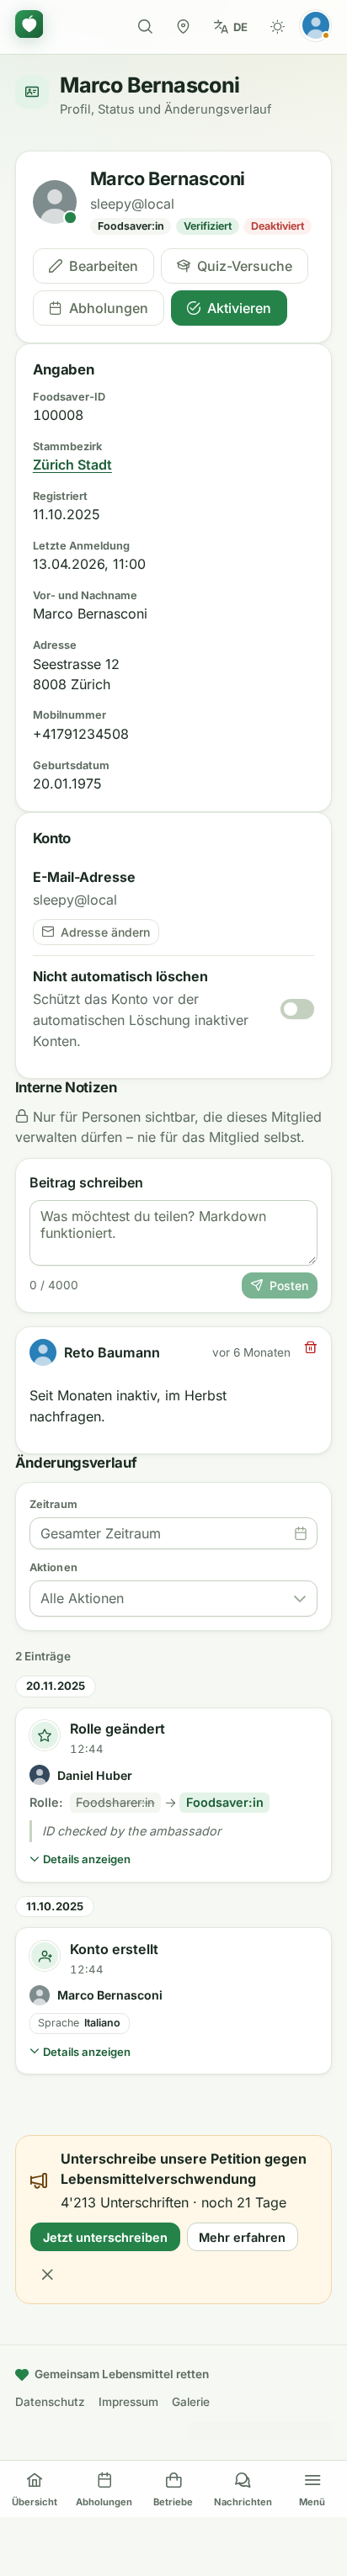 DE
Marco Bernasconi
Profil, Status und Änderungsverlauf
Marco Bernasconi
sleepy@local
Foodsaver:in Verifiziert Deaktiviert
Bearbeiten Quiz-Versuche
Abholungen Aktivieren
Angaben
Foodsaver-ID
100008
Stammbezirk
Zürich Stadt
Registriert
11.10.2025
Letzte Anmeldung
13.04.2026, 11:00
Vor- und Nachname
Marco Bernasconi
Adresse
Seestrasse 12
8008 Zürich
Mobilnummer
+41791234508
Geburtsdatum
20.01.1975
Konto
E-Mail-Adresse
sleepy@local
Adresse ändern
Nicht automatisch löschen
Schützt das Konto vor der
automatischen Löschung inaktiver
Konten.
Interne Notizen
Nur für Personen sichtbar, die dieses Mitglied
verwalten dürfen – nie für das Mitglied selbst.
Beitrag schreiben
Was möchtest du teilen? Markdown
funktioniert.
0 / 4000 Posten
Reto Baumann vor 6 Monaten
Seit Monaten inaktiv, im Herbst
nachfragen.
Änderungsverlauf
Zeitraum
Gesamter Zeitraum
Aktionen
Alle Aktionen
2 Einträge
20.11.2025
Rolle geändert
12:44
Daniel Huber
Rolle: Foodsharer:in → Foodsaver:in
ID checked by the ambassador
Details anzeigen
11.10.2025
Konto erstellt
12:44
Marco Bernasconi
Sprache Italiano
Details anzeigen
Unterschreibe unsere Petition gegen
Lebensmittelverschwendung
4'213 Unterschriften · noch 21 Tage
Jetzt unterschreiben Mehr erfahren
Gemeinsam Lebensmittel retten
Datenschutz Impressum Galerie
Übersicht Abholungen Betriebe Nachrichten Menü